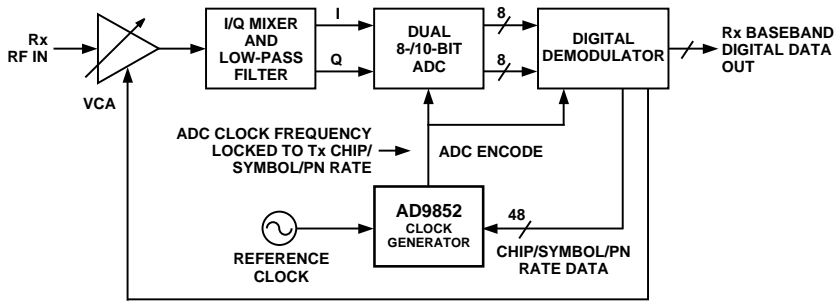 Rx
RF IN
VCA
I/Q MIXER
AND
LOW-PASS
FILTER
I
Q
DUAL
8-/10-BIT
ADC
8
8
DIGITAL
DEMODULATOR
Rx BASEBAND
DIGITAL DATA
OUT
ADC CLOCK FREQUENCY
LOCKED TO Tx CHIP/
SYMBOL/PN RATE
ADC ENCODE
AD9852
CLOCK
GENERATOR
48
CHIP/SYMBOL/PN
RATE DATA
REFERENCE
CLOCK